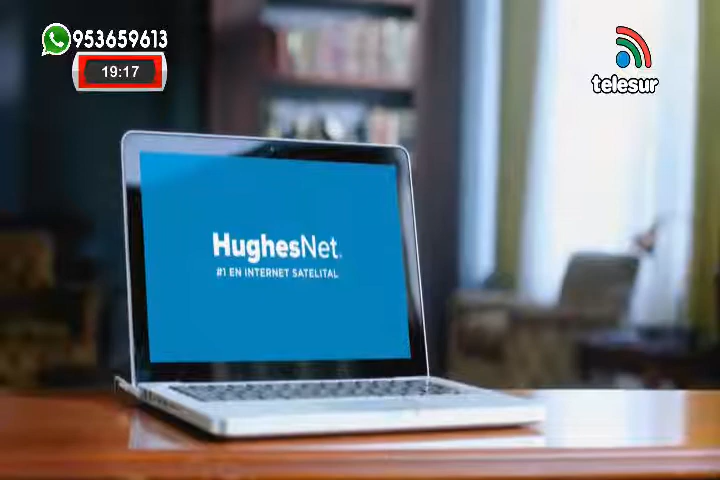 953659613
19:17
telesur
HughesNet.
#1 EN INTERNET SATELITAL